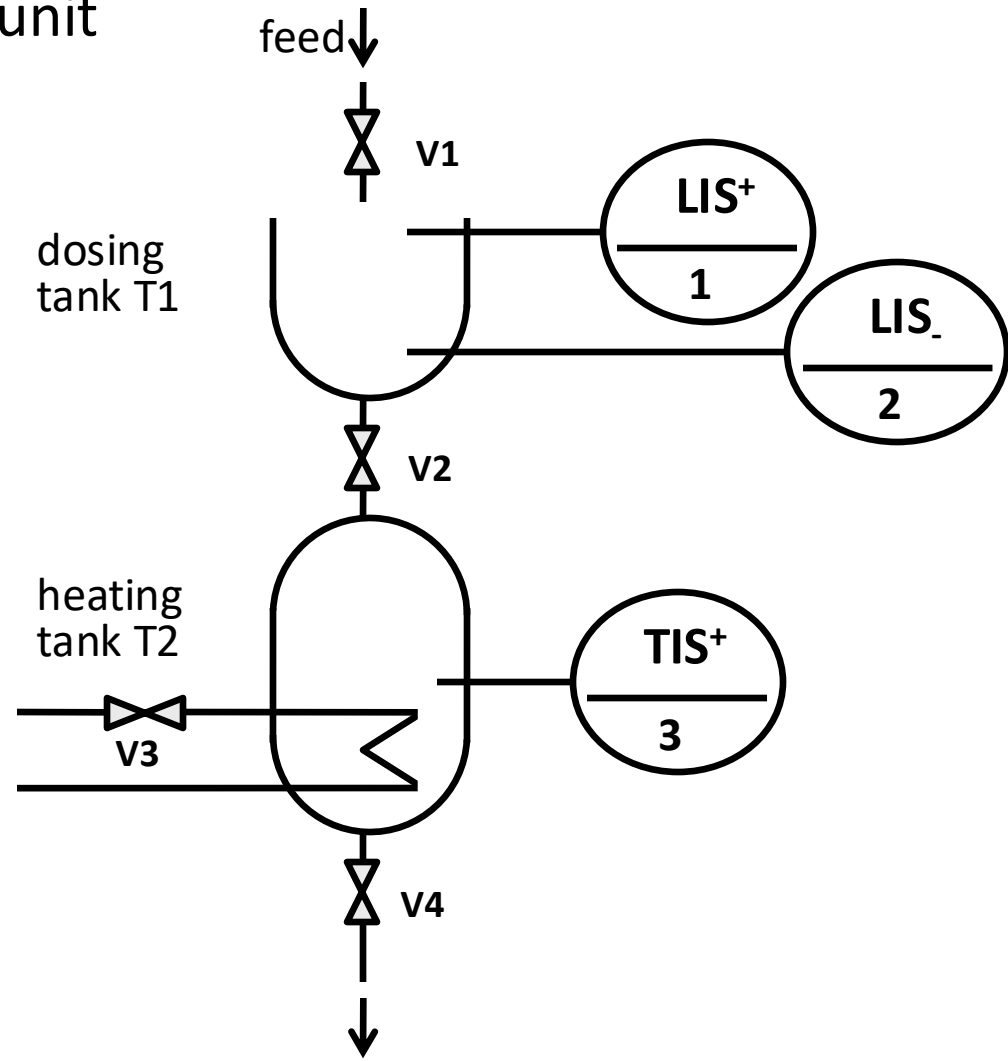 unit
feed
V1
LIS+
1
dosing
tank T1
LIS-
2
V2
heating
tank T2
TIS+
3
V3
V4